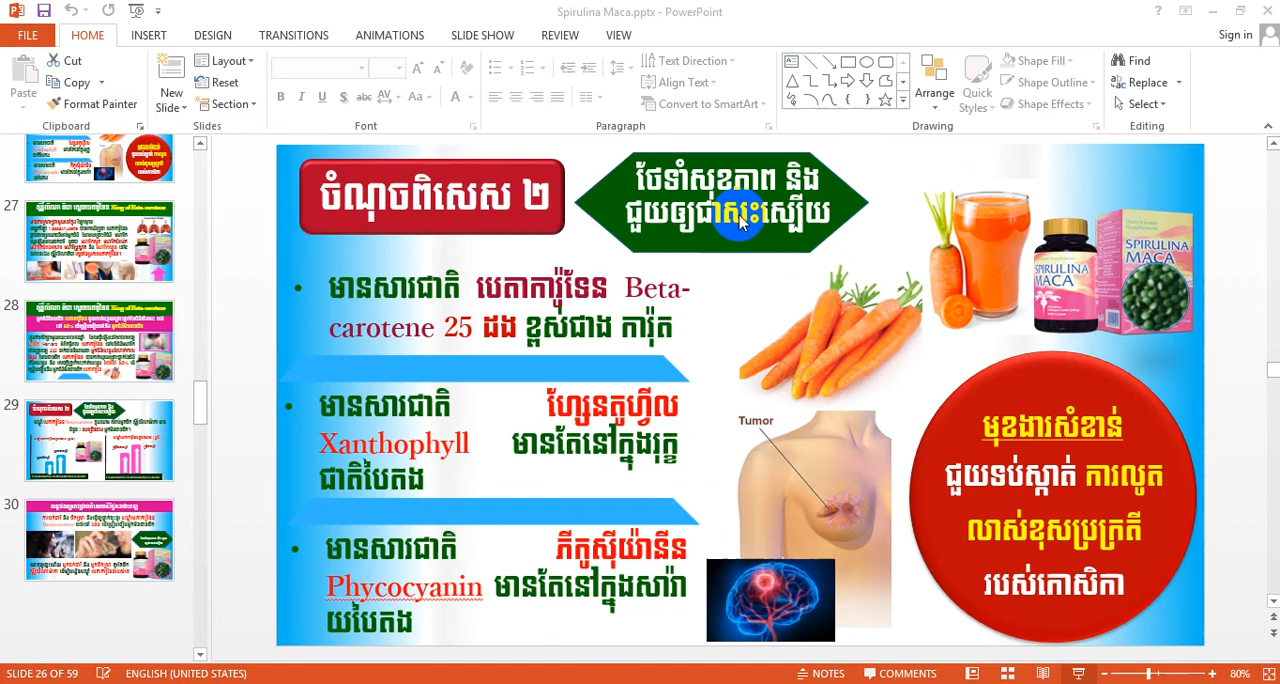 Spirulina Maca.pptx - PowerPoint
FILE HOME INSERT DESIGN TRANSITIONS ANIMATIONS SLIDE SHOW REVIEW VIEW Sign in
Cut Layout Text Direction Shape Fill Find
Copy Reset Align Text Shape Outline Replace
Paste Format Painter New Slide Section Convert to SmartArt Arrange Quick Styles Shape Effects Select
Clipboard Slides Font Paragraph Drawing Editing
27
28
29
30
ចំណុចពិសេស ២
ថែទាំសុខភាព និង
ជួយឲ្យជាសះស្បើយ
មានសារជាតិ បេតាការ៉ូទែន Beta-
carotene 25 ដង ខ្ពស់ជាង ការ៉ុត
មានសារជាតិ ហ្សែនតូហ្វីល
Xanthophyll មានតែនៅក្នុងរុក្ខ
ជាតិបៃតង
មានសារជាតិ ភីកូស៊ីយ៉ានីន
Phycocyanin មានតែនៅក្នុងសារ៉ា
យបៃតង
SPIRULINA
MACA
Nutritional Supplement
SPIRULINA
MACA
Tumor
មុខងារសំខាន់
ជួយទប់ស្កាត់ ការលូត
លាស់ខុសប្រក្រតី
របស់កោសិកា
SLIDE 26 OF 59 ENGLISH (UNITED STATES) NOTES COMMENTS 80%